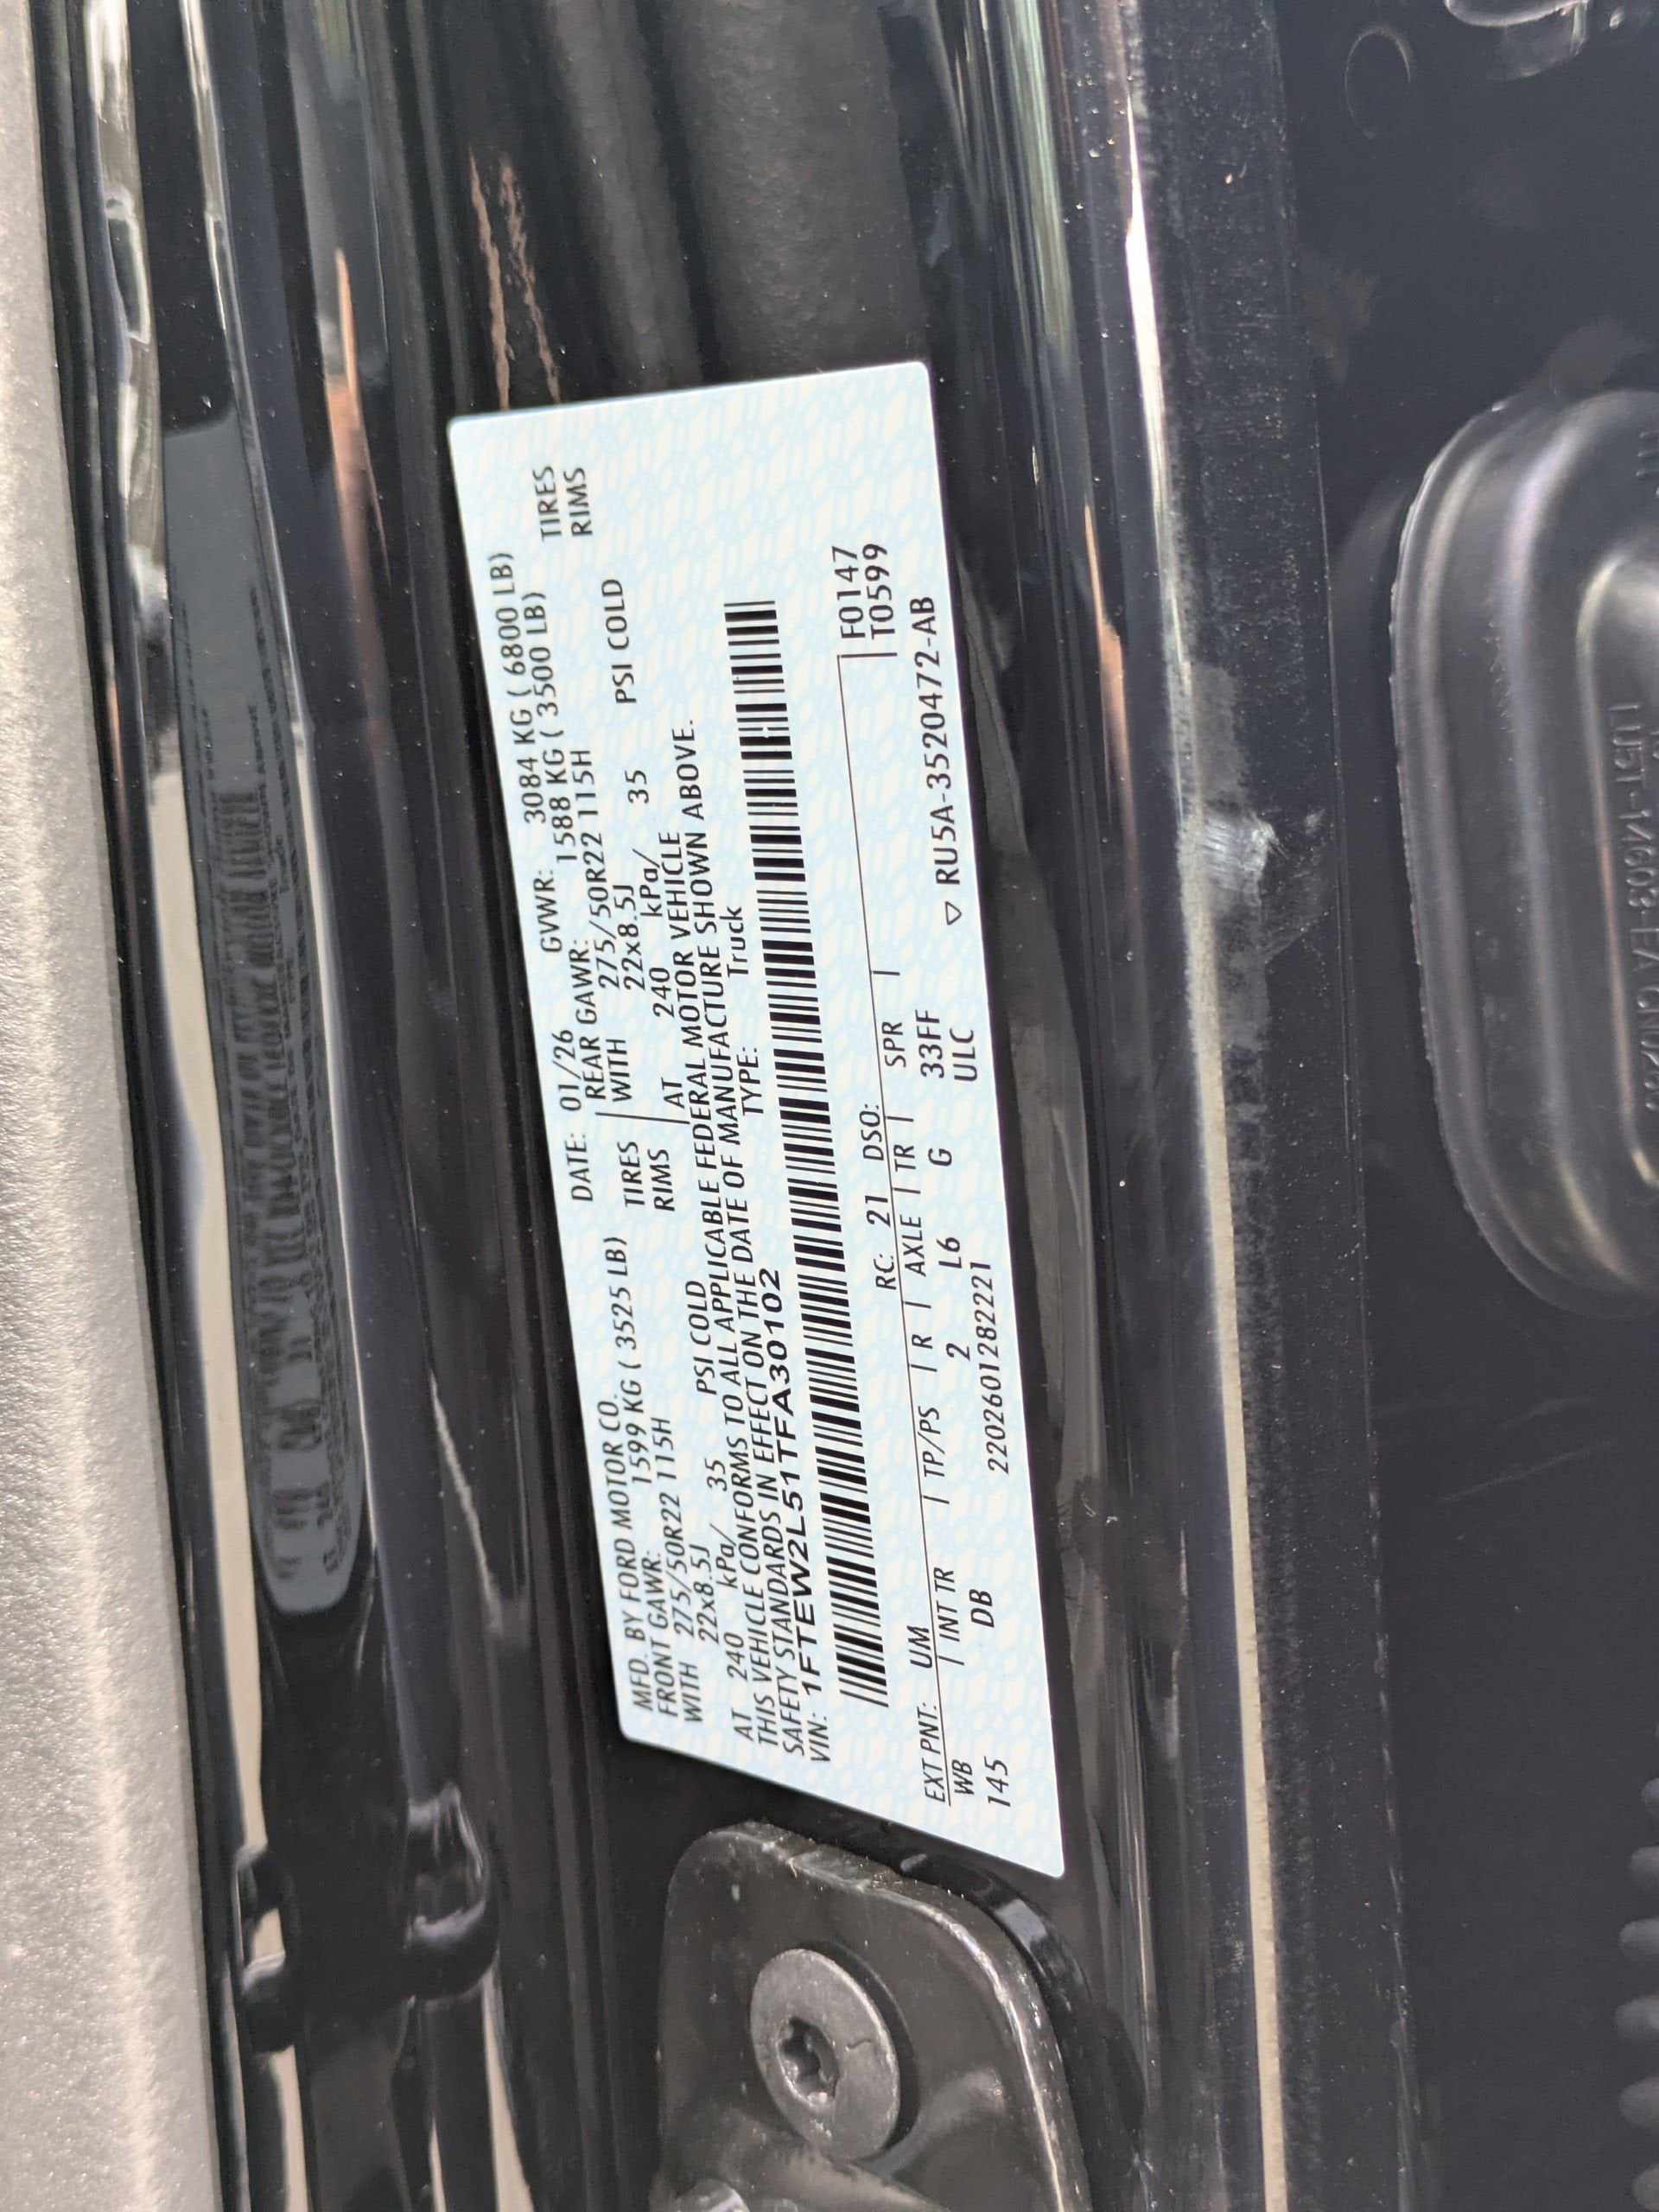 MFD. BY FORD MOTOR CO. DATE: 01/26 GVWR: 3084 KG ( 6800 LB)
FRONT GAWR: 1599 KG ( 3525 LB) REAR GAWR: 1588 KG ( 3500 LB)
WITH 275/50R22 115H TIRES WITH 275/50R22 115H TIRES
22x8.5J RIMS 22x8.5J RIMS
AT 240 kPa/ 35 PSI COLD AT 240 kPa/ 35 PSI COLD
THIS VEHICLE CONFORMS TO ALL APPLICABLE FEDERAL MOTOR VEHICLE
SAFETY STANDARDS IN EFFECT ON THE DATE OF MANUFACTURE SHOWN ABOVE.
VIN: 1FTEW2L51TFA30102 TYPE: Truck
F0147
T0599
EXT PNT: UM RC: 21 DSO:
WB INT TR TP/PS R AXLE TR SPR
145 DB 2 L6 G 33FF
2202601282221 ULC
▽ RU5A-3520472-AB